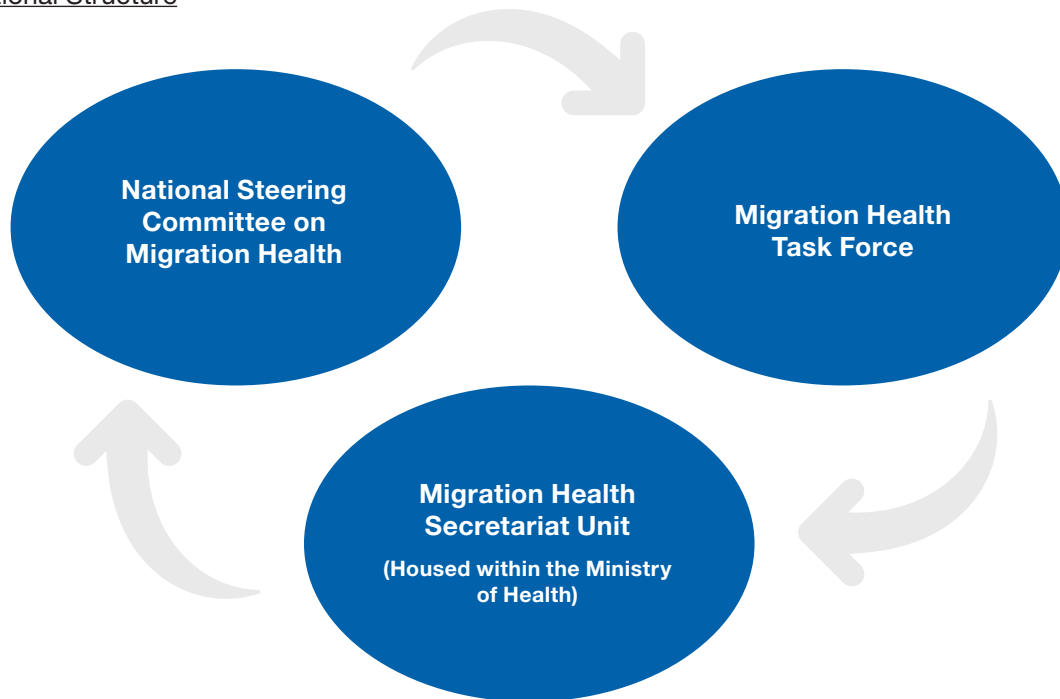 Structure
National Steering
Committee on
Migration Health
Migration Health
Task Force
Migration Health
Secretariat Unit
(Housed within the Ministry
of Health)